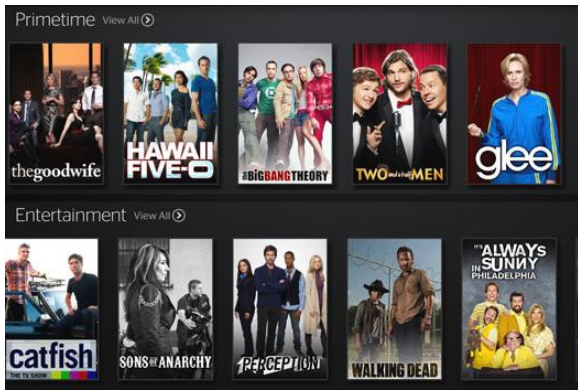 Primetime View All
thegoodwife
HAWAII
FIVE-O
THE BIG BANG THEORY
TWO and a half MEN
glee
Entertainment View All
catfish
THE TV SHOW
SONS OF ANARCHY
PERCEPTION
WALKING DEAD
IT'S ALWAYS
SUNNY
IN
PHILADELPHIA